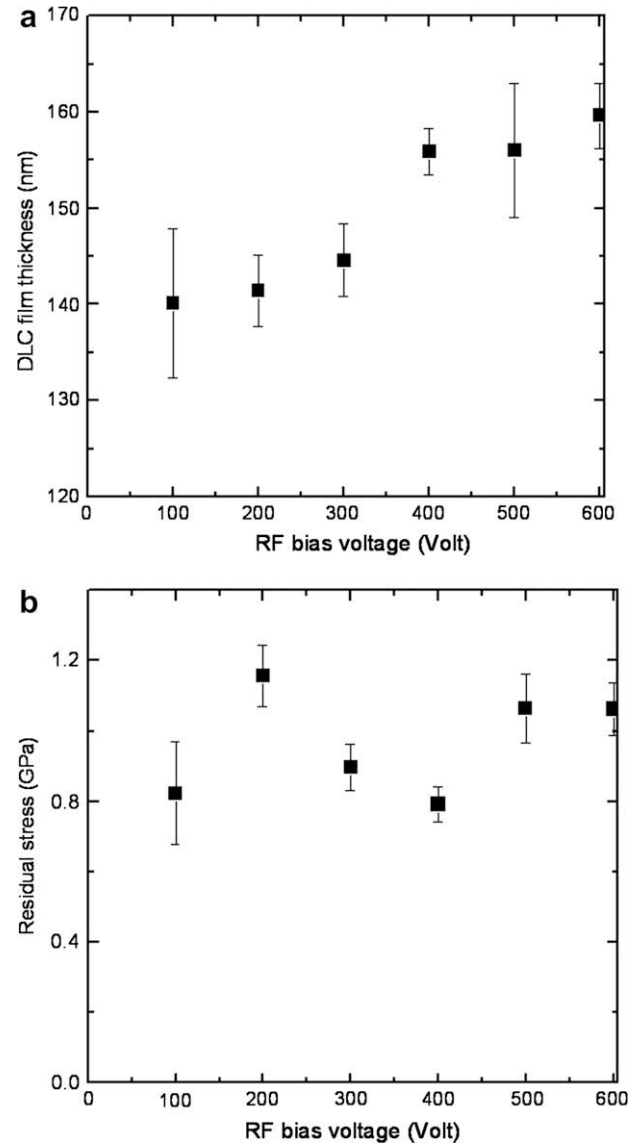 a
170
160
150
140
130
120
DLC film thickness (nm)
0 100 200 300 400 500 600
RF bias voltage (Volt)
b
1.2
0.8
0.4
0.0
Residual stress (GPa)
0 100 200 300 400 500 600
RF bias voltage (Volt)